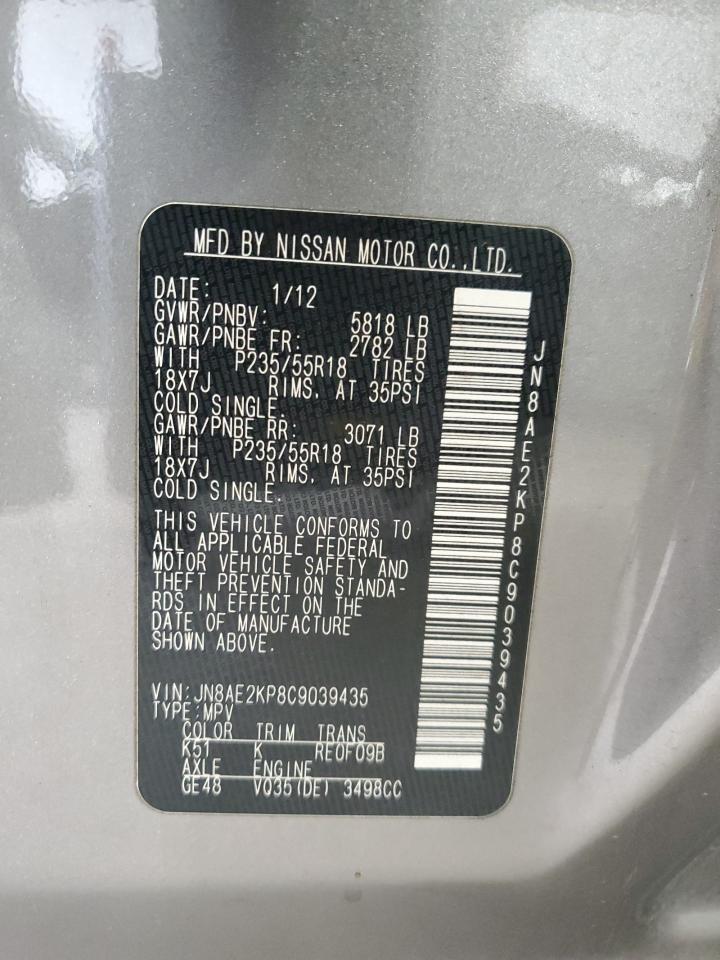 MFD BY NISSAN MOTOR CO.,LTD.
DATE: 1/12
GVWR/PNBV: 5818 LB
GAWR/PNBE FR: 2782 LB
WITH P235/55R18 TIRES
18X7J RIMS, AT 35PSI
COLD SINGLE.
GAWR/PNBE RR: 3071 LB
WITH P235/55R18 TIRES
18X7J RIMS, AT 35PSI
COLD SINGLE.
THIS VEHICLE CONFORMS TO
ALL APPLICABLE FEDERAL
MOTOR VEHICLE SAFETY AND
THEFT PREVENTION STANDA-
RDS IN EFFECT ON THE
DATE OF MANUFACTURE
SHOWN ABOVE.
VIN:JN8AE2KP8C9039435
TYPE:MPV
COLOR TRIM TRANS
K51 K RE0F09B
AXLE ENGINE
GE48 VQ35(DE) 3498CC
JN8AE2KP8C9039435